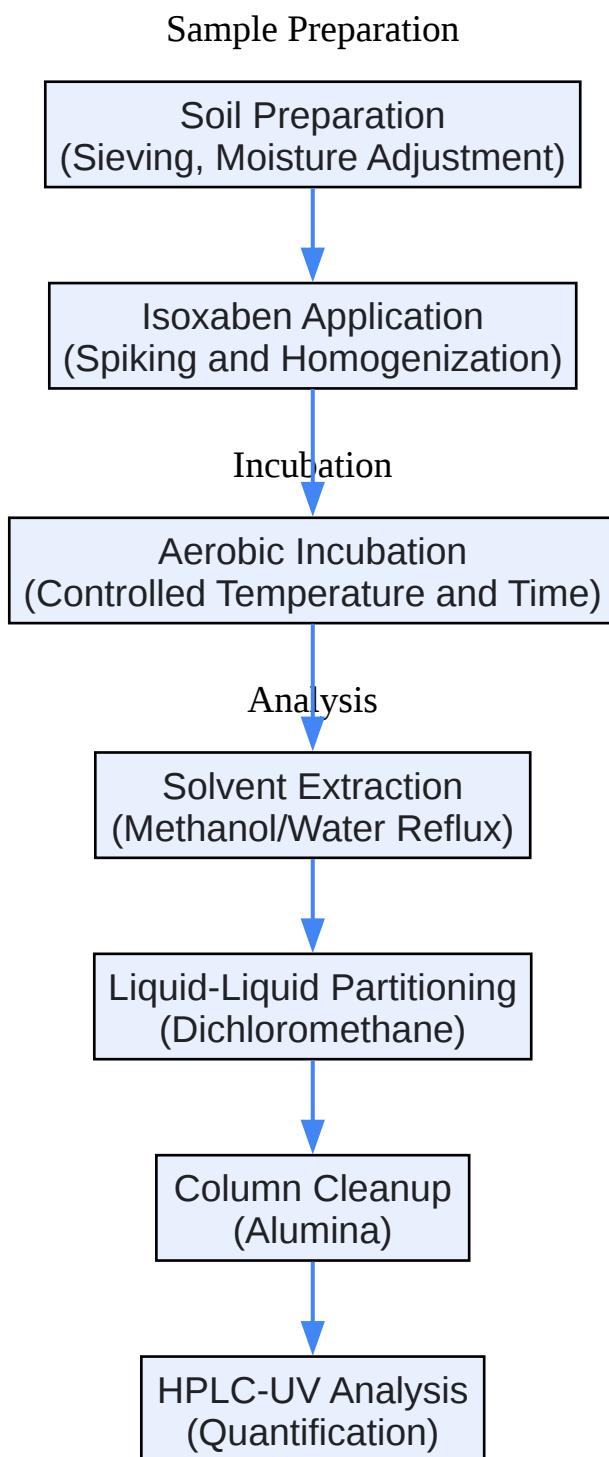 Sample Preparation
Soil Preparation
(Sieving, Moisture Adjustment)
Isoxaben Application
(Spiking and Homogenization)
Incubation
Aerobic Incubation
(Controlled Temperature and Time)
Analysis
Solvent Extraction
(Methanol/Water Reflux)
Liquid-Liquid Partitioning
(Dichloromethane)
Column Cleanup
(Alumina)
HPLC-UV Analysis
(Quantification)